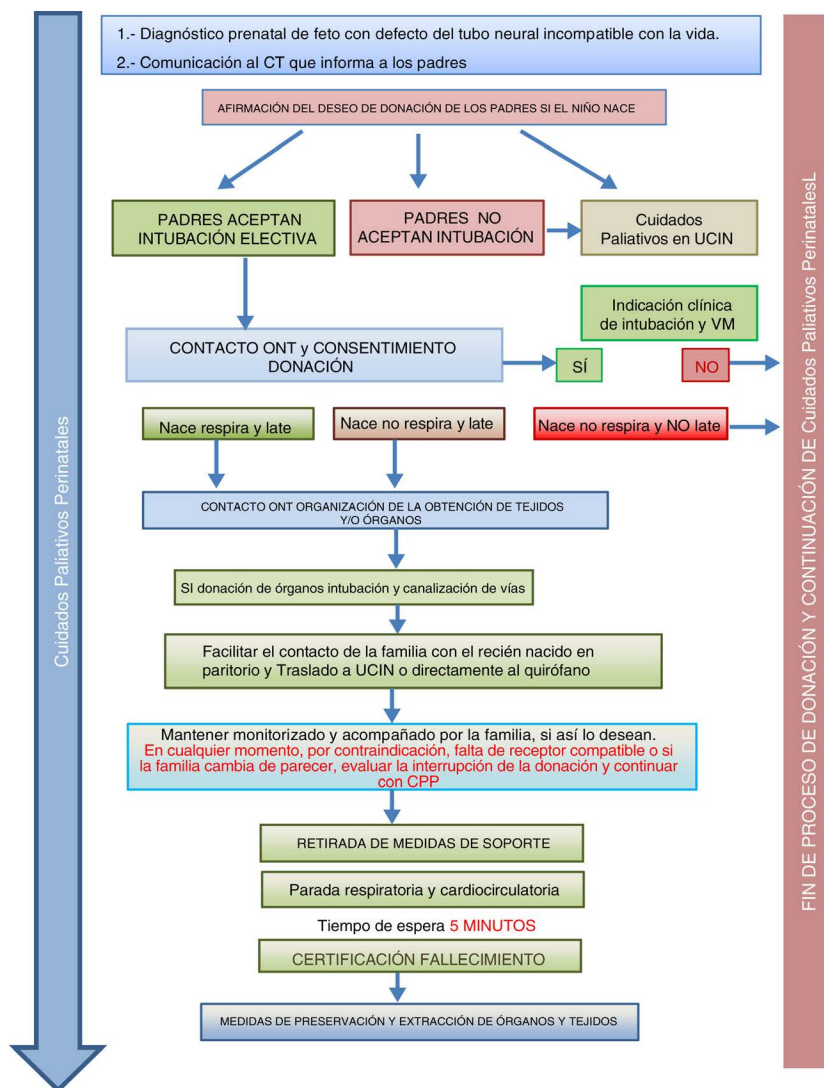 1.- Diagnóstico prenatal de feto con defecto del tubo neural incompatible con la vida.
2.- Comunicación al CT que informa a los padres
AFIRMACIÓN DEL DESEO DE DONACIÓN DE LOS PADRES SI EL NIÑO NACE
PADRES ACEPTAN
INTUBACIÓN ELECTIVA
PADRES NO
ACEPTAN INTUBACIÓN
Cuidados
Paliativos en UCIN
Indicación clínica
de intubación y VM
CONTACTO ONT y CONSENTIMIENTO
DONACIÓN
SÍ
NO
Nace respira y late
Nace no respira y late
Nace no respira y NO late
CONTACTO ONT ORGANIZACIÓN DE LA OBTENCIÓN DE TEJIDOS
Y/O ÓRGANOS
SI donación de órganos intubación y canalización de vías
Facilitar el contacto de la familia con el recién nacido en
paritorio y Traslado a UCIN o directamente al quirófano
Mantener monitorizado y acompañado por la familia, si así lo desean.
En cualquier momento, por contraindicación, falta de receptor compatible o si
la familia cambia de parecer, evaluar la interrupción de la donación y continuar
con CPP
RETIRADA DE MEDIDAS DE SOPORTE
Parada respiratoria y cardiocirculatoria
Tiempo de espera 5 MINUTOS
CERTIFICACIÓN FALLECIMIENTO
MEDIDAS DE PRESERVACIÓN Y EXTRACCIÓN DE ÓRGANOS Y TEJIDOS
Cuidados Paliativos Perinatales
FIN DE PROCESO DE DONACIÓN Y CONTINUACIÓN DE Cuidados Paliativos PerinatalesL